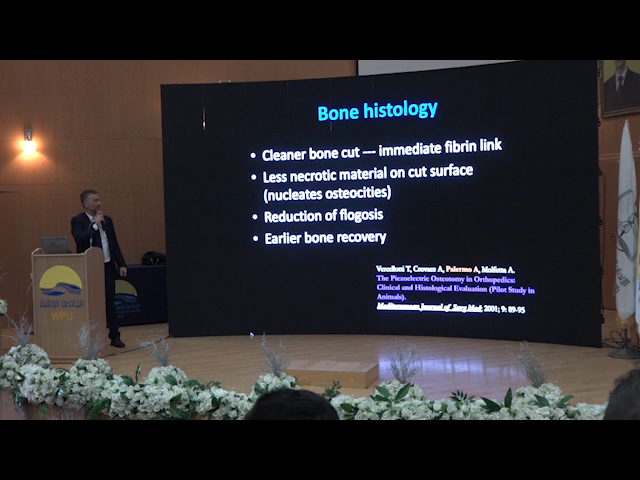 Bone histology
• Cleaner bone cut --- immediate fibrin link
• Less necrotic material on cut surface
(nucleates osteocities)
• Reduction of flogosis
• Earlier bone recovery
Vercellotti T, Crovace A, Palermo A, Molfetta A.
The Piezoelectric Osteotomy in Orthopedics:
Clinical and Histological Evaluation (Pilot Study in
Animals).
Mediterranean Journal of Surg Med; 2001; 9: 89-95
WPU